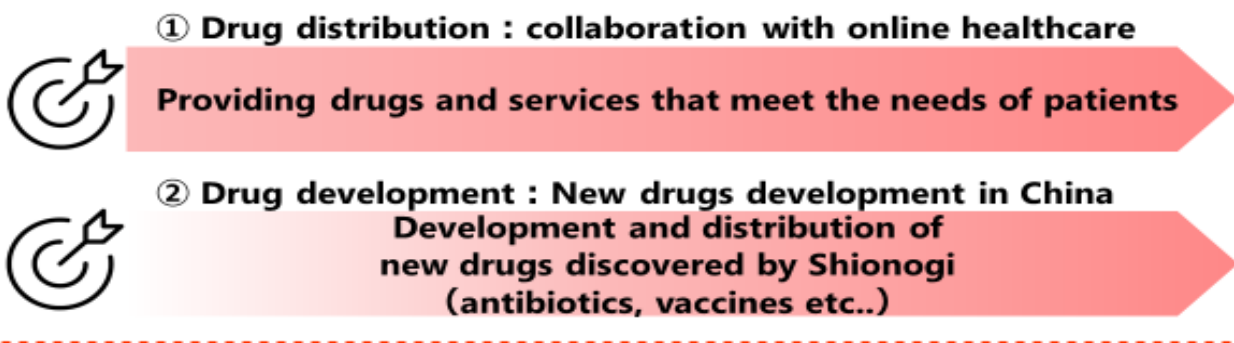 ① Drug distribution：collaboration with online healthcare
Providing drugs and services that meet the needs of patients
② Drug development：New drugs development in China
Development and distribution of
new drugs discovered by Shionogi
（antibiotics, vaccines etc..）